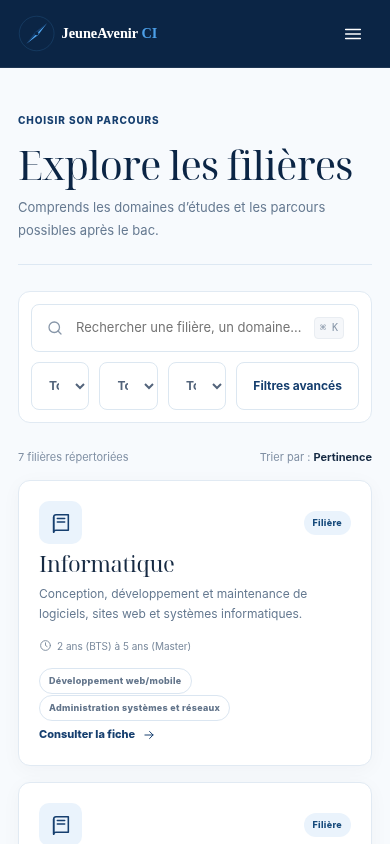 JeuneAvenir CI
CHOISIR SON PARCOURS
Explore les filières
Comprends les domaines d’études et les parcours
possibles après le bac.
Rechercher une filière, un domaine...
⌘ K
Filtres avancés
7 filières répertoriées
Trier par : Pertinence
Filière
Informatique
Conception, développement et maintenance de
logiciels, sites web et systèmes informatiques.
2 ans (BTS) à 5 ans (Master)
Développement web/mobile
Administration systèmes et réseaux
Consulter la fiche
Filière